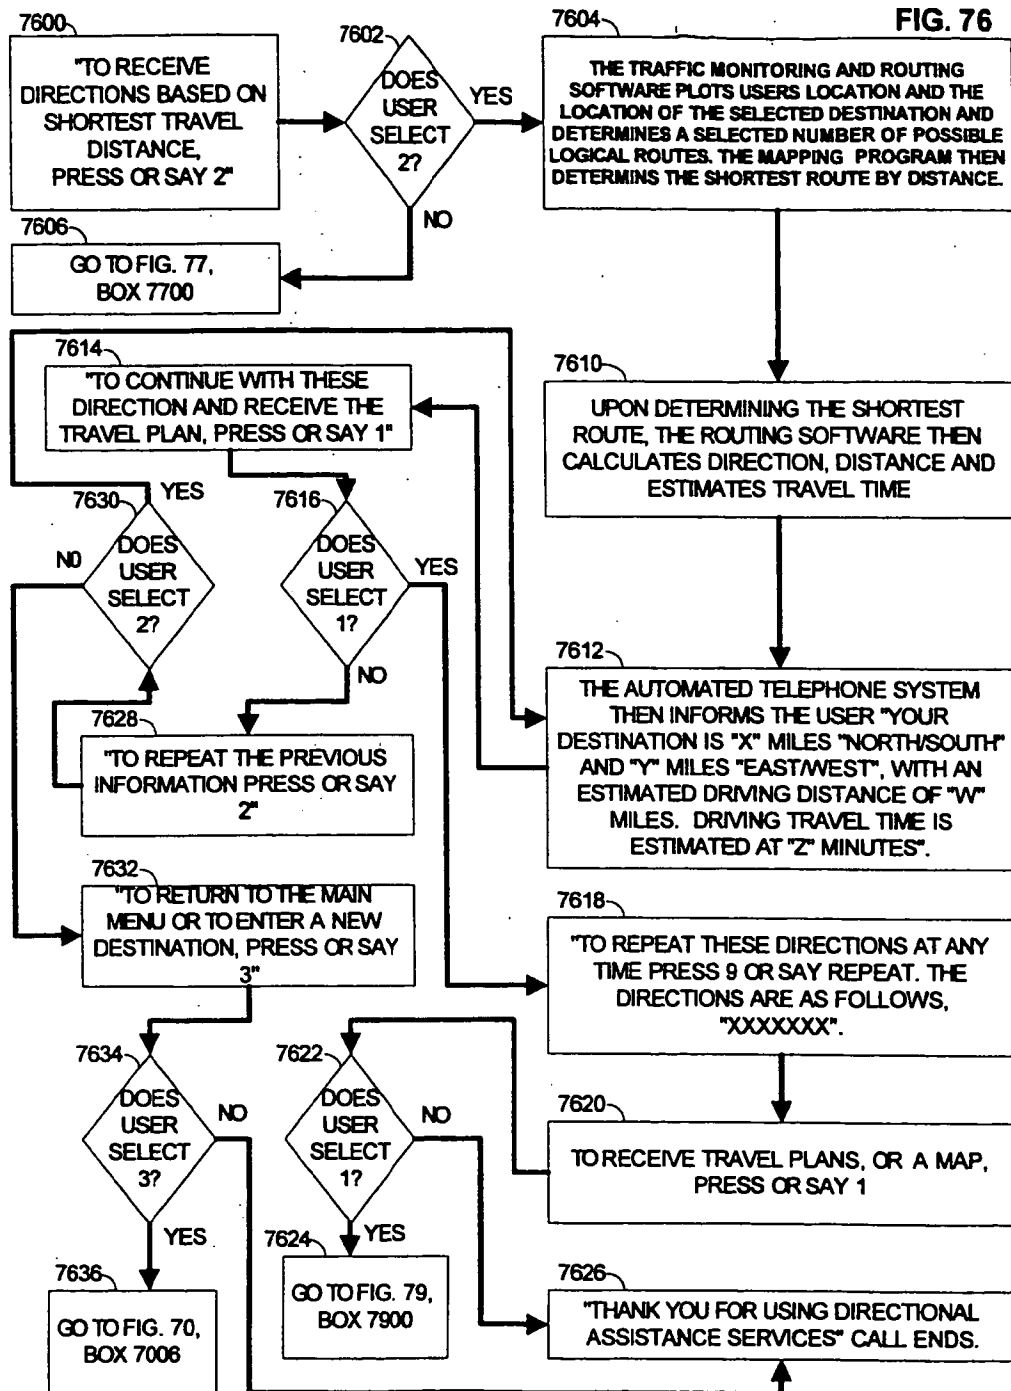 FIG. 76
7600
"TO RECEIVE
DIRECTIONS BASED ON
SHORTEST TRAVEL
DISTANCE,
PRESS OR SAY 2"
7602
DOES
USER
SELECT
2?
YES
NO
7604
THE TRAFFIC MONITORING AND ROUTING
SOFTWARE PLOTS USERS LOCATION AND THE
LOCATION OF THE SELECTED DESTINATION AND
DETERMINES A SELECTED NUMBER OF POSSIBLE
LOGICAL ROUTES. THE MAPPING PROGRAM THEN
DETERMINS THE SHORTEST ROUTE BY DISTANCE.
7606
GO TO FIG. 77,
BOX 7700
7610
UPON DETERMINING THE SHORTEST
ROUTE, THE ROUTING SOFTWARE THEN
CALCULATES DIRECTION, DISTANCE AND
ESTIMATES TRAVEL TIME
7612
THE AUTOMATED TELEPHONE SYSTEM
THEN INFORMS THE USER "YOUR
DESTINATION IS "X" MILES "NORTH/SOUTH"
AND "Y" MILES "EAST/WEST", WITH AN
ESTIMATED DRIVING DISTANCE OF "W"
MILES. DRIVING TRAVEL TIME IS
ESTIMATED AT "Z" MINUTES".
7614
"TO CONTINUE WITH THESE
DIRECTION AND RECEIVE THE
TRAVEL PLAN, PRESS OR SAY 1"
7616
DOES
USER
SELECT
1?
YES
NO
7628
"TO REPEAT THE PREVIOUS
INFORMATION PRESS OR SAY
2"
7630
DOES
USER
SELECT
2?
YES
N0
7632
"TO RETURN TO THE MAIN
MENU OR TO ENTER A NEW
DESTINATION, PRESS OR SAY
3"
7634
DOES
USER
SELECT
3?
NO
YES
7636
GO TO FIG. 70,
BOX 7006
7618
"TO REPEAT THESE DIRECTIONS AT ANY
TIME PRESS 9 OR SAY REPEAT. THE
DIRECTIONS ARE AS FOLLOWS,
"XXXXXXX".
7620
TO RECEIVE TRAVEL PLANS, OR A MAP,
PRESS OR SAY 1
7622
DOES
USER
SELECT
1?
NO
YES
7624
GO TO FIG. 79,
BOX 7900
7626
"THANK YOU FOR USING DIRECTIONAL
ASSISTANCE SERVICES" CALL ENDS.